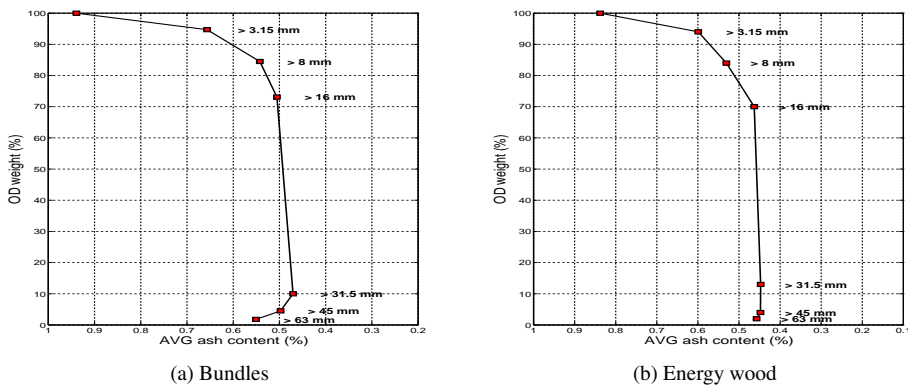 100
90
80
70
60
50
40
30
20
10
0
OD weight (%)
> 3.15 mm
> 8 mm
> 16 mm
> 31.5 mm
> 45 mm
> 63 mm
1 0.9 0.8 0.7 0.6 0.5 0.4 0.3 0.2
AVG ash content (%)
(a) Bundles
100
90
80
70
60
50
40
30
20
10
0
OD weight (%)
> 3.15 mm
> 8 mm
> 16 mm
> 31.5 mm
> 45 mm
> 63 mm
1 0.9 0.8 0.7 0.6 0.5 0.4 0.3 0.2 0.1
AVG ash content (%)
(b) Energy wood